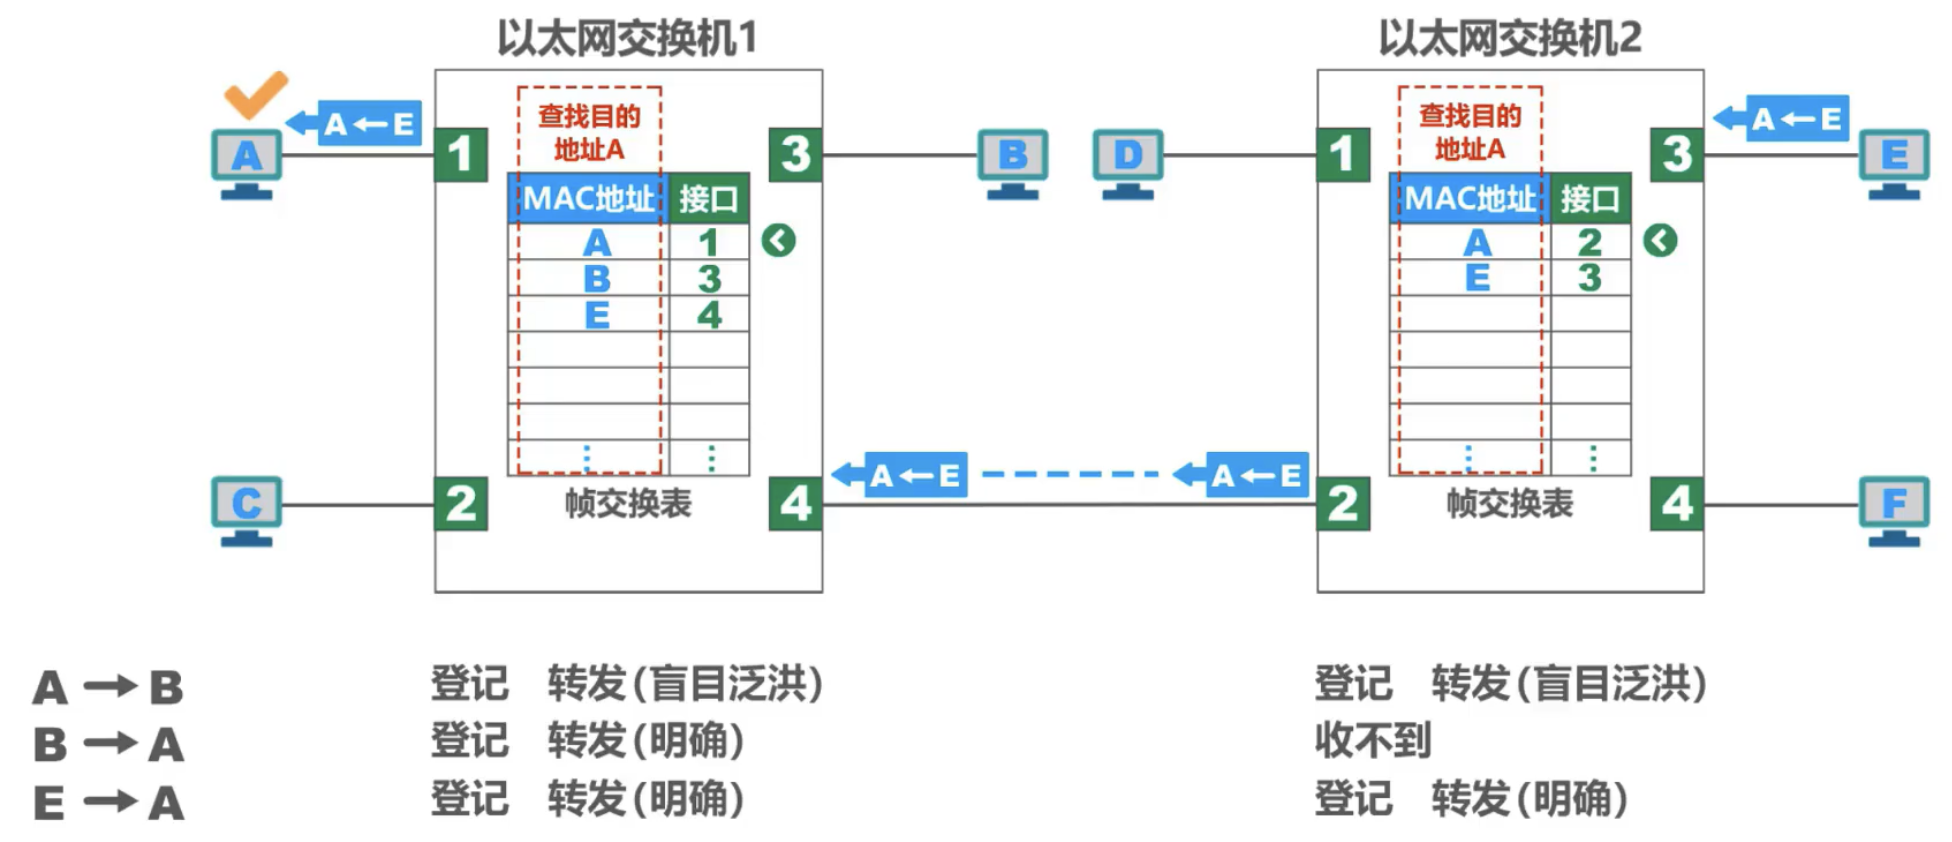 以太网交换机1
以太网交换机2
A
A←E
1
查找目的
地址A
MAC地址 接口
A 1
B 3
E 4
⋮ ⋮
帧交换表
3
B
C
2
4
A←E
A←E
D
1
查找目的
地址A
MAC地址 接口
A 2
E 3
⋮ ⋮
帧交换表
3
A←E
E
2
4
F
A→B 登记 转发(盲目泛洪) 登记 转发(盲目泛洪)
B→A 登记 转发(明确) 收不到
E→A 登记 转发(明确) 登记 转发(明确)